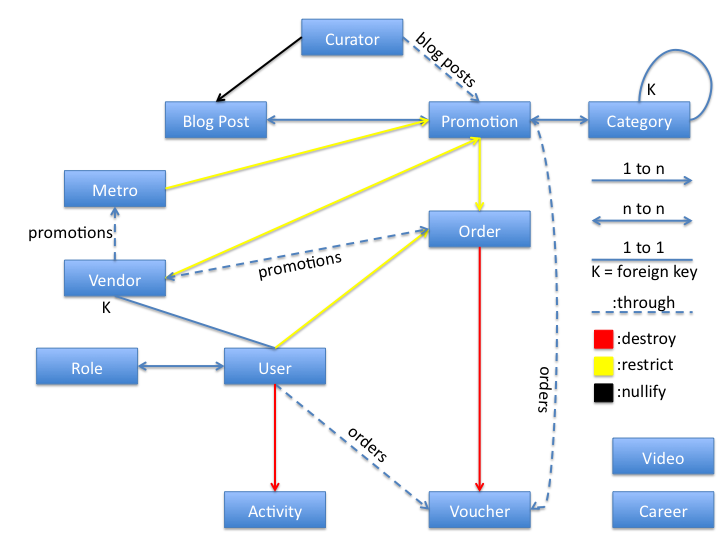 Curator
blog posts
K
Blog Post
Promotion
Category
1 to n
Metro
n to n
promotions
Order
1 to 1
promotions
Vendor
K = foreign key
K
:through
:destroy
Role
User
:restrict
:nullify
orders
orders
Video
Activity
Voucher
Career